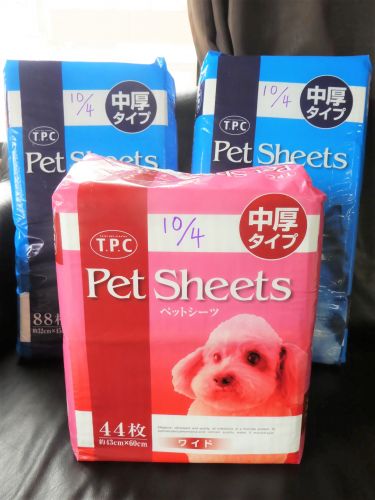 10/4
中厚
タイプ
T.P.C
Pet Sheets
88枚
10/4
中厚
タイプ
T.P.C
Pet Sheets
10/4
中厚
タイプ
T.P.C
Pet Sheets
ペットシーツ
44枚
約43cm×60cm
ワイド